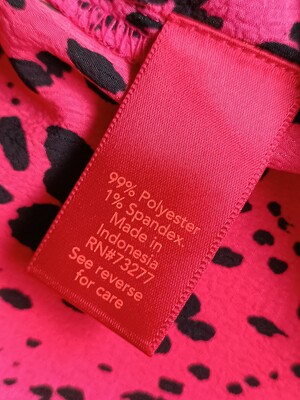 99% Polyester
1% Spandex.
Made in
Indonesia
RN#73277
See reverse
for care